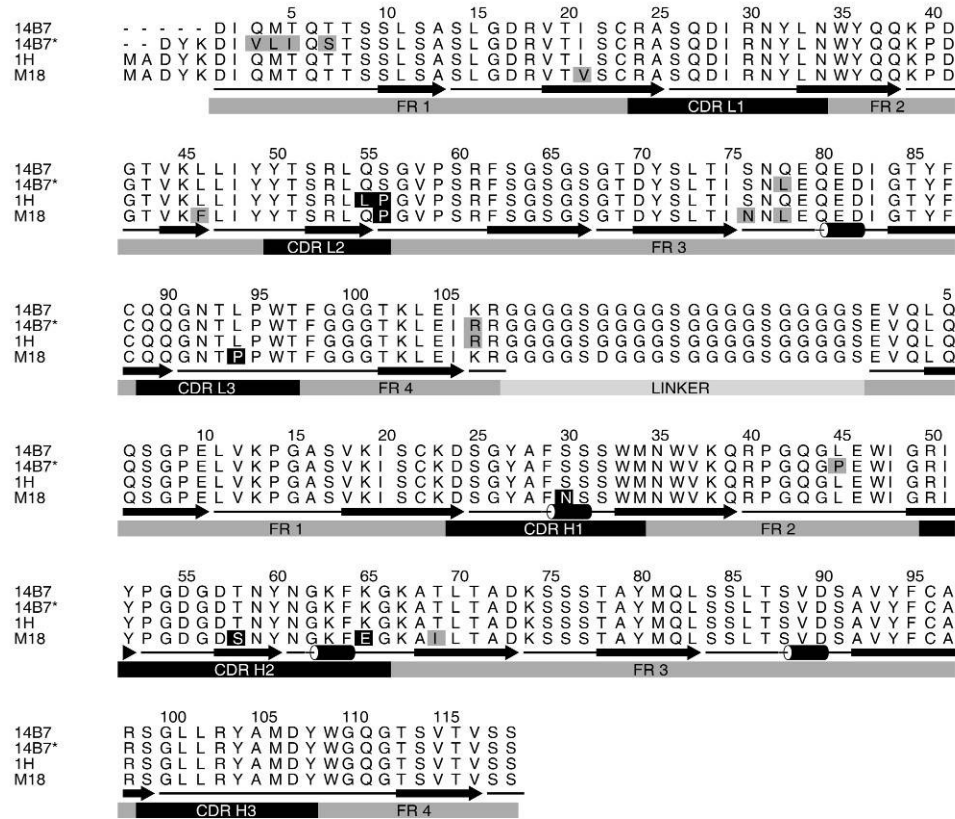 5 10 15 20 25 30 35 40
14B7 - - - - - D I Q M T Q T T S S L S A S L G D R V T I S C R A S Q D I R N Y L N W Y Q Q K P D
14B7* - - D Y K D I V L I Q S T S S L S A S L G D R V T I S C R A S Q D I R N Y L N W Y Q Q K P D
1H M A D Y K D I Q M T Q T T S S L S A S L G D R V T I S C R A S Q D I R N Y L N W Y Q Q K P D
M18 M A D Y K D I Q M T Q T T S S L S A S L G D R V T V S C R A S Q D I R N Y L N W Y Q Q K P D
FR 1 CDR L1 FR 2
45 50 55 60 65 70 75 80 85
14B7 G T V K L L I Y Y T S R L Q S G V P S R F S G S G S G T D Y S L T I S N Q E Q E D I G T Y F
14B7* G T V K L L I Y Y T S R L Q S G V P S R F S G S G S G T D Y S L T I S N L E Q E D I G T Y F
1H G T V K L L I Y Y T S R L L P G V P S R F S G S G S G T D Y S L T I S N Q E Q E D I G T Y F
M18 G T V K F L I Y Y T S R L Q P G V P S R F S G S G S G T D Y S L T I N N L E Q E D I G T Y F
CDR L2 FR 3
90 95 100 105 5
14B7 C Q Q G N T L P W T F G G G T K L E I K R G G G G S G G G G S G G G G S G G G G S E V Q L Q
14B7* C Q Q G N T L P W T F G G G T K L E I R R G G G G S G G G G S G G G G S G G G G S E V Q L Q
1H C Q Q G N T L P W T F G G G T K L E I R R G G G G S G G G G S G G G G S G G G G S E V Q L Q
M18 C Q Q G N T P P W T F G G G T K L E I K R G G G G S D G G G S G G G G S G G G G S E V Q L Q
CDR L3 FR 4 LINKER
10 15 20 25 30 35 40 45 50
14B7 Q S G P E L V K P G A S V K I S C K D S G Y A F S S S W M N W V K Q R P G Q G L E W I G R I
14B7* Q S G P E L V K P G A S V K I S C K D S G Y A F S S S W M N W V K Q R P G Q G P E W I G R I
1H Q S G P E L V K P G A S V K I S C K D S G Y A F S S S W M N W V K Q R P G Q G L E W I G R I
M18 Q S G P E L V K P G A S V K I S C K D S G Y A F N S S W M N W V K Q R P G Q G L E W I G R I
FR 1 CDR H1 FR 2
55 60 65 70 75 80 85 90 95
14B7 Y P G D G D T N Y N G K F K G K A T L T A D K S S S T A Y M Q L S S L T S V D S A V Y F C A
14B7* Y P G D G D T N Y N G K F K G K A T L T A D K S S S T A Y M Q L S S L T S V D S A V Y F C A
1H Y P G D G D T N Y N G K F K G K A T L T A D K S S S T A Y M Q L S S L T S V D S A V Y F C A
M18 Y P G D G D S N Y N G K F E G K A I L T A D K S S S T A Y M Q L S S L T S V D S A V Y F C A
CDR H2 FR 3
100 105 110 115
14B7 R S G L L R Y A M D Y W G Q G T S V T V S S
14B7* R S G L L R Y A M D Y W G Q G T S V T V S S
1H R S G L L R Y A M D Y W G Q G T S V T V S S
M18 R S G L L R Y A M D Y W G Q G T S V T V S S
CDR H3 FR 4